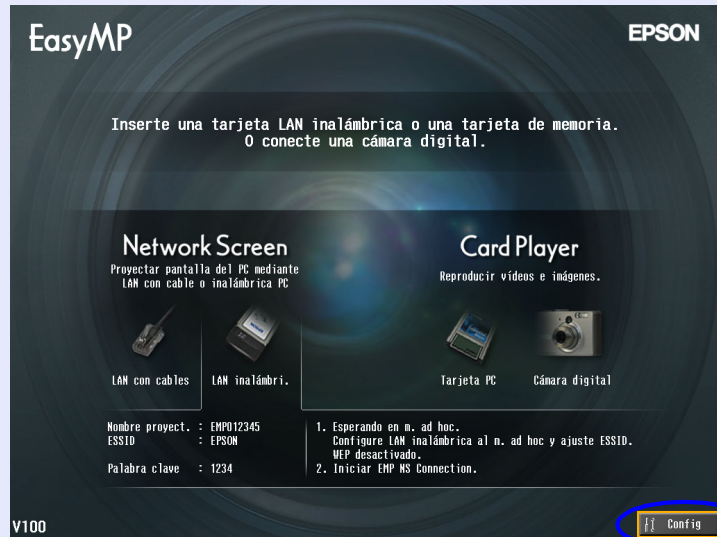 EasyMP
EPSON
Inserte una tarjeta LAN inalámbrica o una tarjeta de memoria.
O conecte una cámara digital.
Network Screen
Proyectar pantalla del PC mediante
LAN con cable o inalámbrica PC
LAN con cables
LAN inalámbri.
Card Player
Reproducir vídeos e imágenes.
Tarjeta PC
Cámara digital
Nombre proyect. : EMP012345
ESSID : EPSON
Palabra clave : 1234
1. Esperando en m. ad hoc.
Configure LAN inalámbrica al m. ad hoc y ajuste ESSID.
WEP desactivado.
2. Iniciar EMP NS Connection.
V100
Config